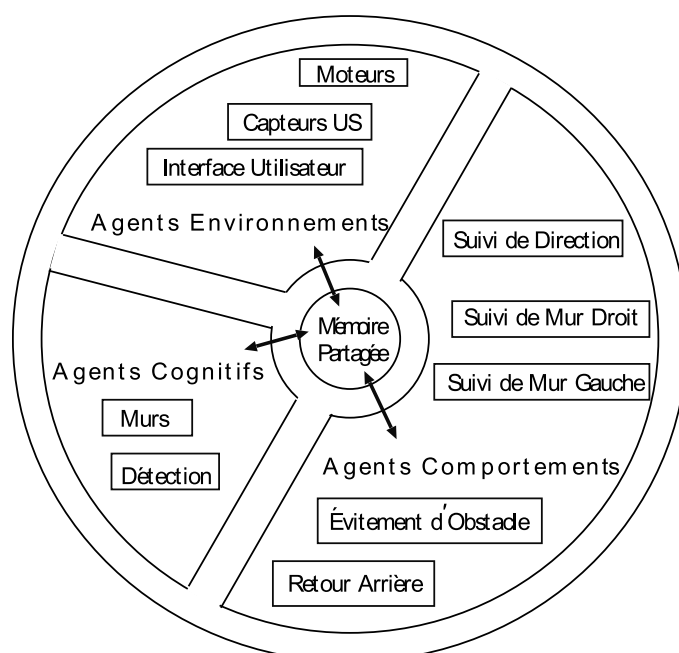 Moteurs
Capteurs US
Interface Utilisateur
Agents Environnements
Suivi de Direction
Suivi de Mur Droit
Suivi de Mur Gauche
Mémoire
Partagée
Agents Cognitifs
Murs
Détection
Agents Comportements
Évitement d'Obstacle
Retour Arrière